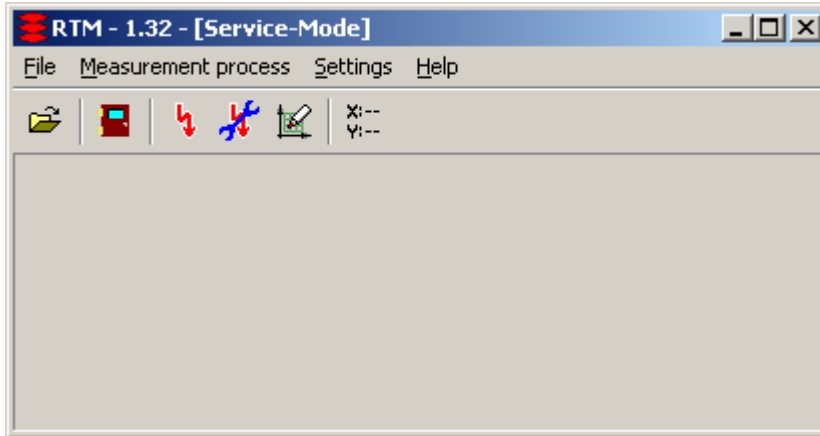 RTM - 1.32 - [Service-Mode]
File Measurement process Settings Help
X:--
Y:--